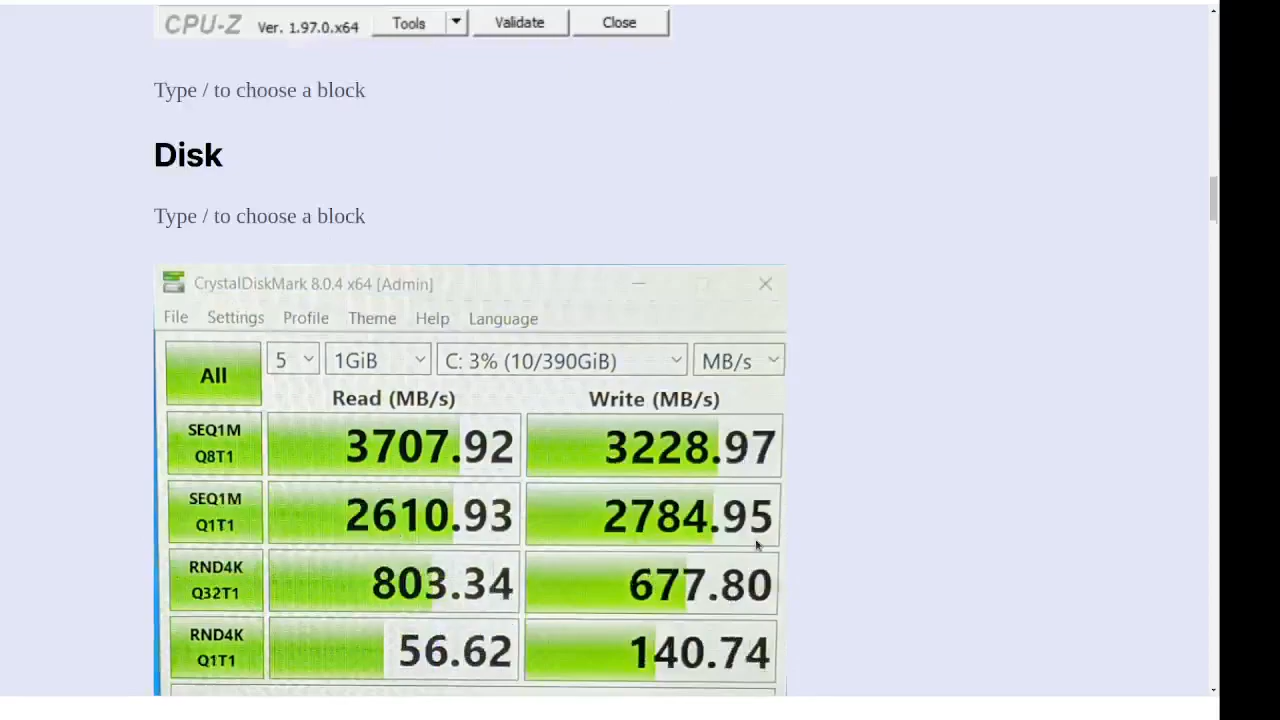 CPU-Z Ver. 1.97.0.x64 Tools Validate Close
Type / to choose a block
Disk
Type / to choose a block
CrystalDiskMark 8.0.4 x64 [Admin]
File Settings Profile Theme Help Language
All 5 1GiB C: 3% (10/390GiB) MB/s
Read (MB/s) Write (MB/s)
SEQ1M
Q8T1 3707.92 3228.97
SEQ1M
Q1T1 2610.93 2784.95
RND4K
Q32T1 803.34 677.80
RND4K
Q1T1 56.62 140.74